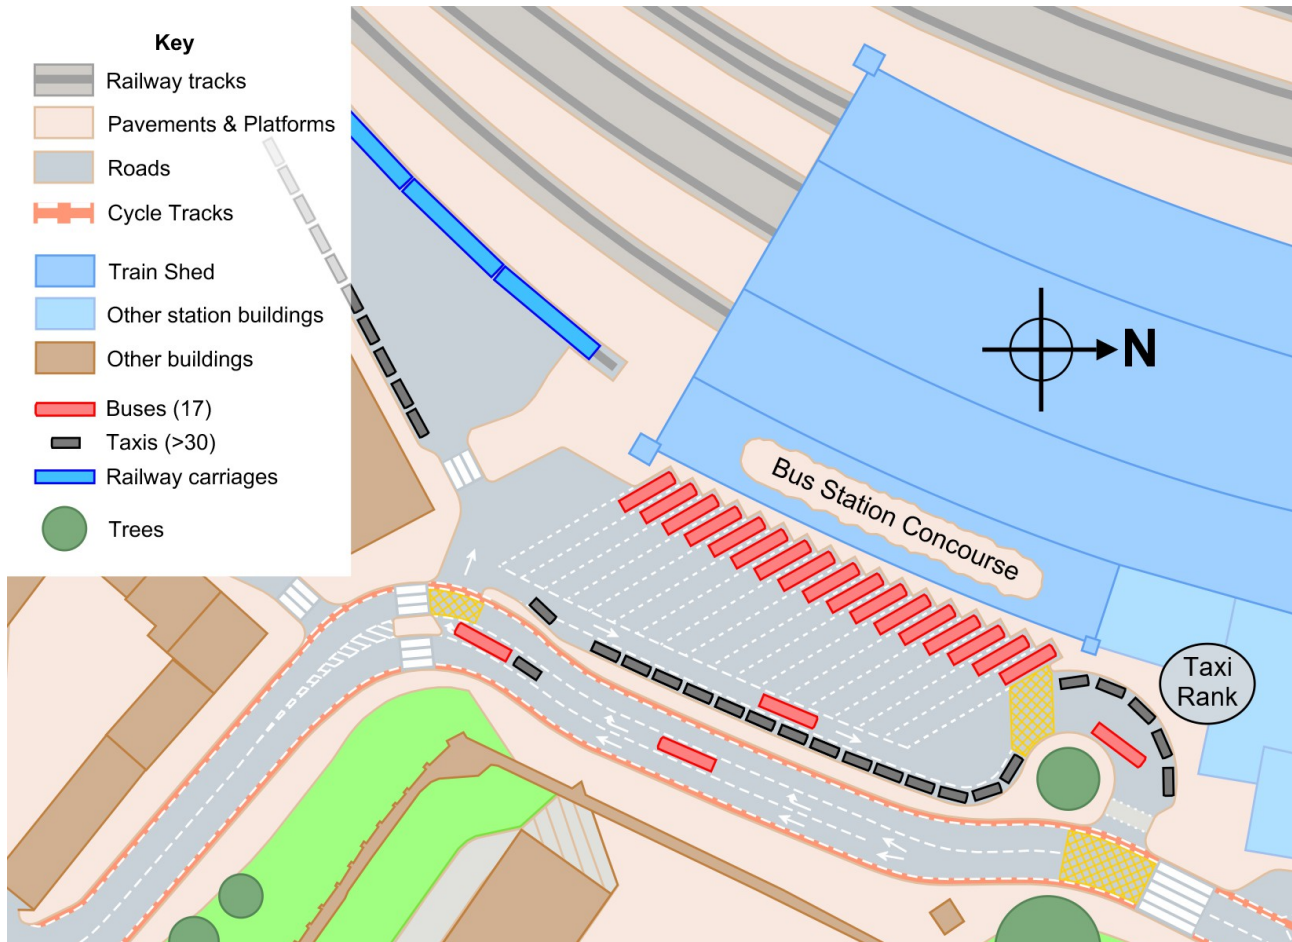 Key
Railway tracks
Pavements & Platforms
Roads
Cycle Tracks
Train Shed
Other station buildings
Other buildings
Buses (17)
Taxis (>30)
Railway carriages
Trees
N
Bus Station Concourse
Taxi
Rank